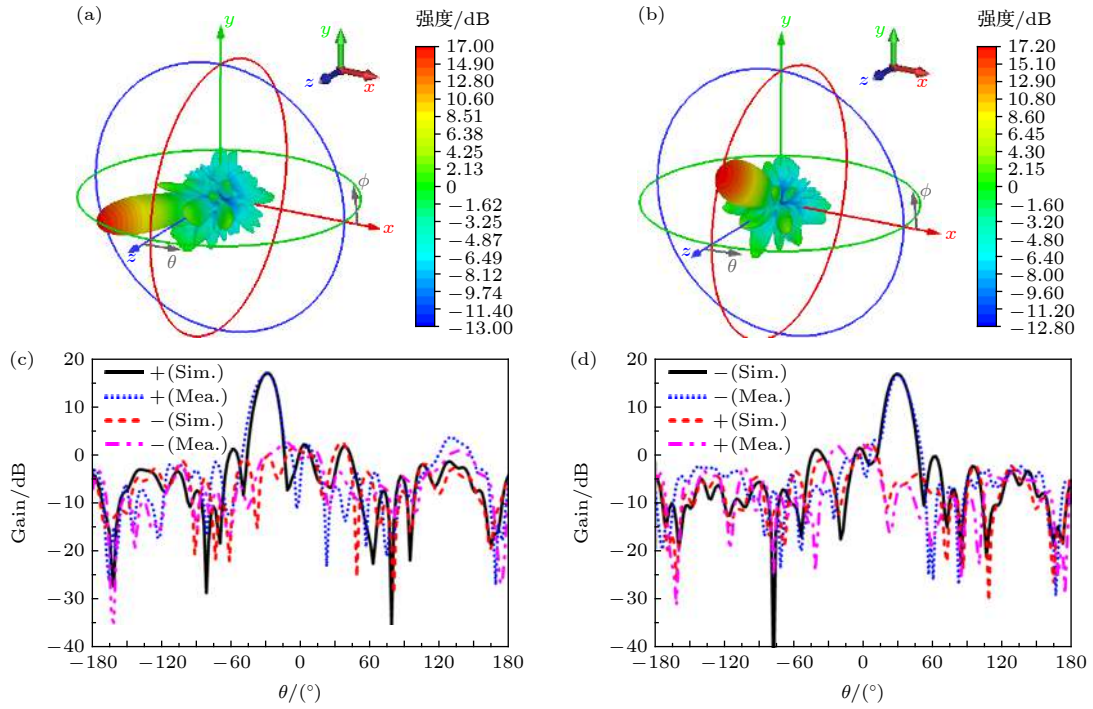 (a)
强度/dB
17.00
14.90
12.80
10.60
8.51
6.38
4.25
2.13
0
−1.62
−3.25
−4.87
−6.49
−8.12
−9.74
−11.40
−13.00
y
y
z
x
ϕ
x
z
θ
(b)
强度/dB
17.20
15.10
12.90
10.80
8.60
6.45
4.30
2.15
0
−1.60
−3.20
−4.80
−6.40
−8.00
−9.60
−11.20
−12.80
y
y
z
x
ϕ
x
z
θ
(c)
+(Sim.)
+(Mea.)
−(Sim.)
−(Mea.)
Gain/dB
20
10
0
−10
−20
−30
−40
−180 −120 −60 0 60 120 180
θ/(°)
(d)
−(Sim.)
−(Mea.)
+(Sim.)
+(Mea.)
Gain/dB
20
10
0
−10
−20
−30
−40
−180 −120 −60 0 60 120 180
θ/(°)